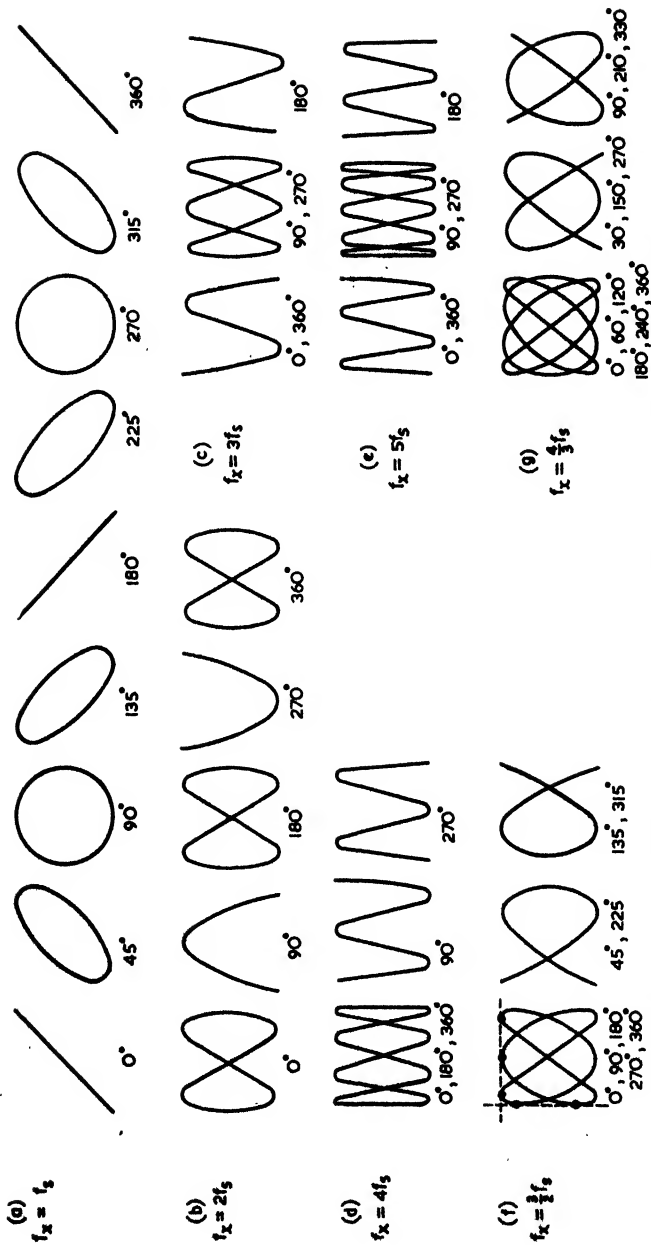 (a)
fx = fs
0° 45° 90° 135° 180° 225° 270° 315° 360°
(b)
fx = 2fs
0° 90° 180° 270° 360°
(c)
fx = 3fs
0°, 360° 90°, 270° 180°
(d)
fx = 4fs
0°, 180°, 360° 90° 270°
(e)
fx = 5fs
0°, 360° 90°, 270° 180°
(f)
fx = 3/2 fs
0°, 90°, 180° 45°, 225° 135°, 315°
270°, 360°
(g)
fx = 4/3 fs
0°, 60°, 120° 30°, 150°, 270° 90°, 210°, 330°
180°, 240°, 360°